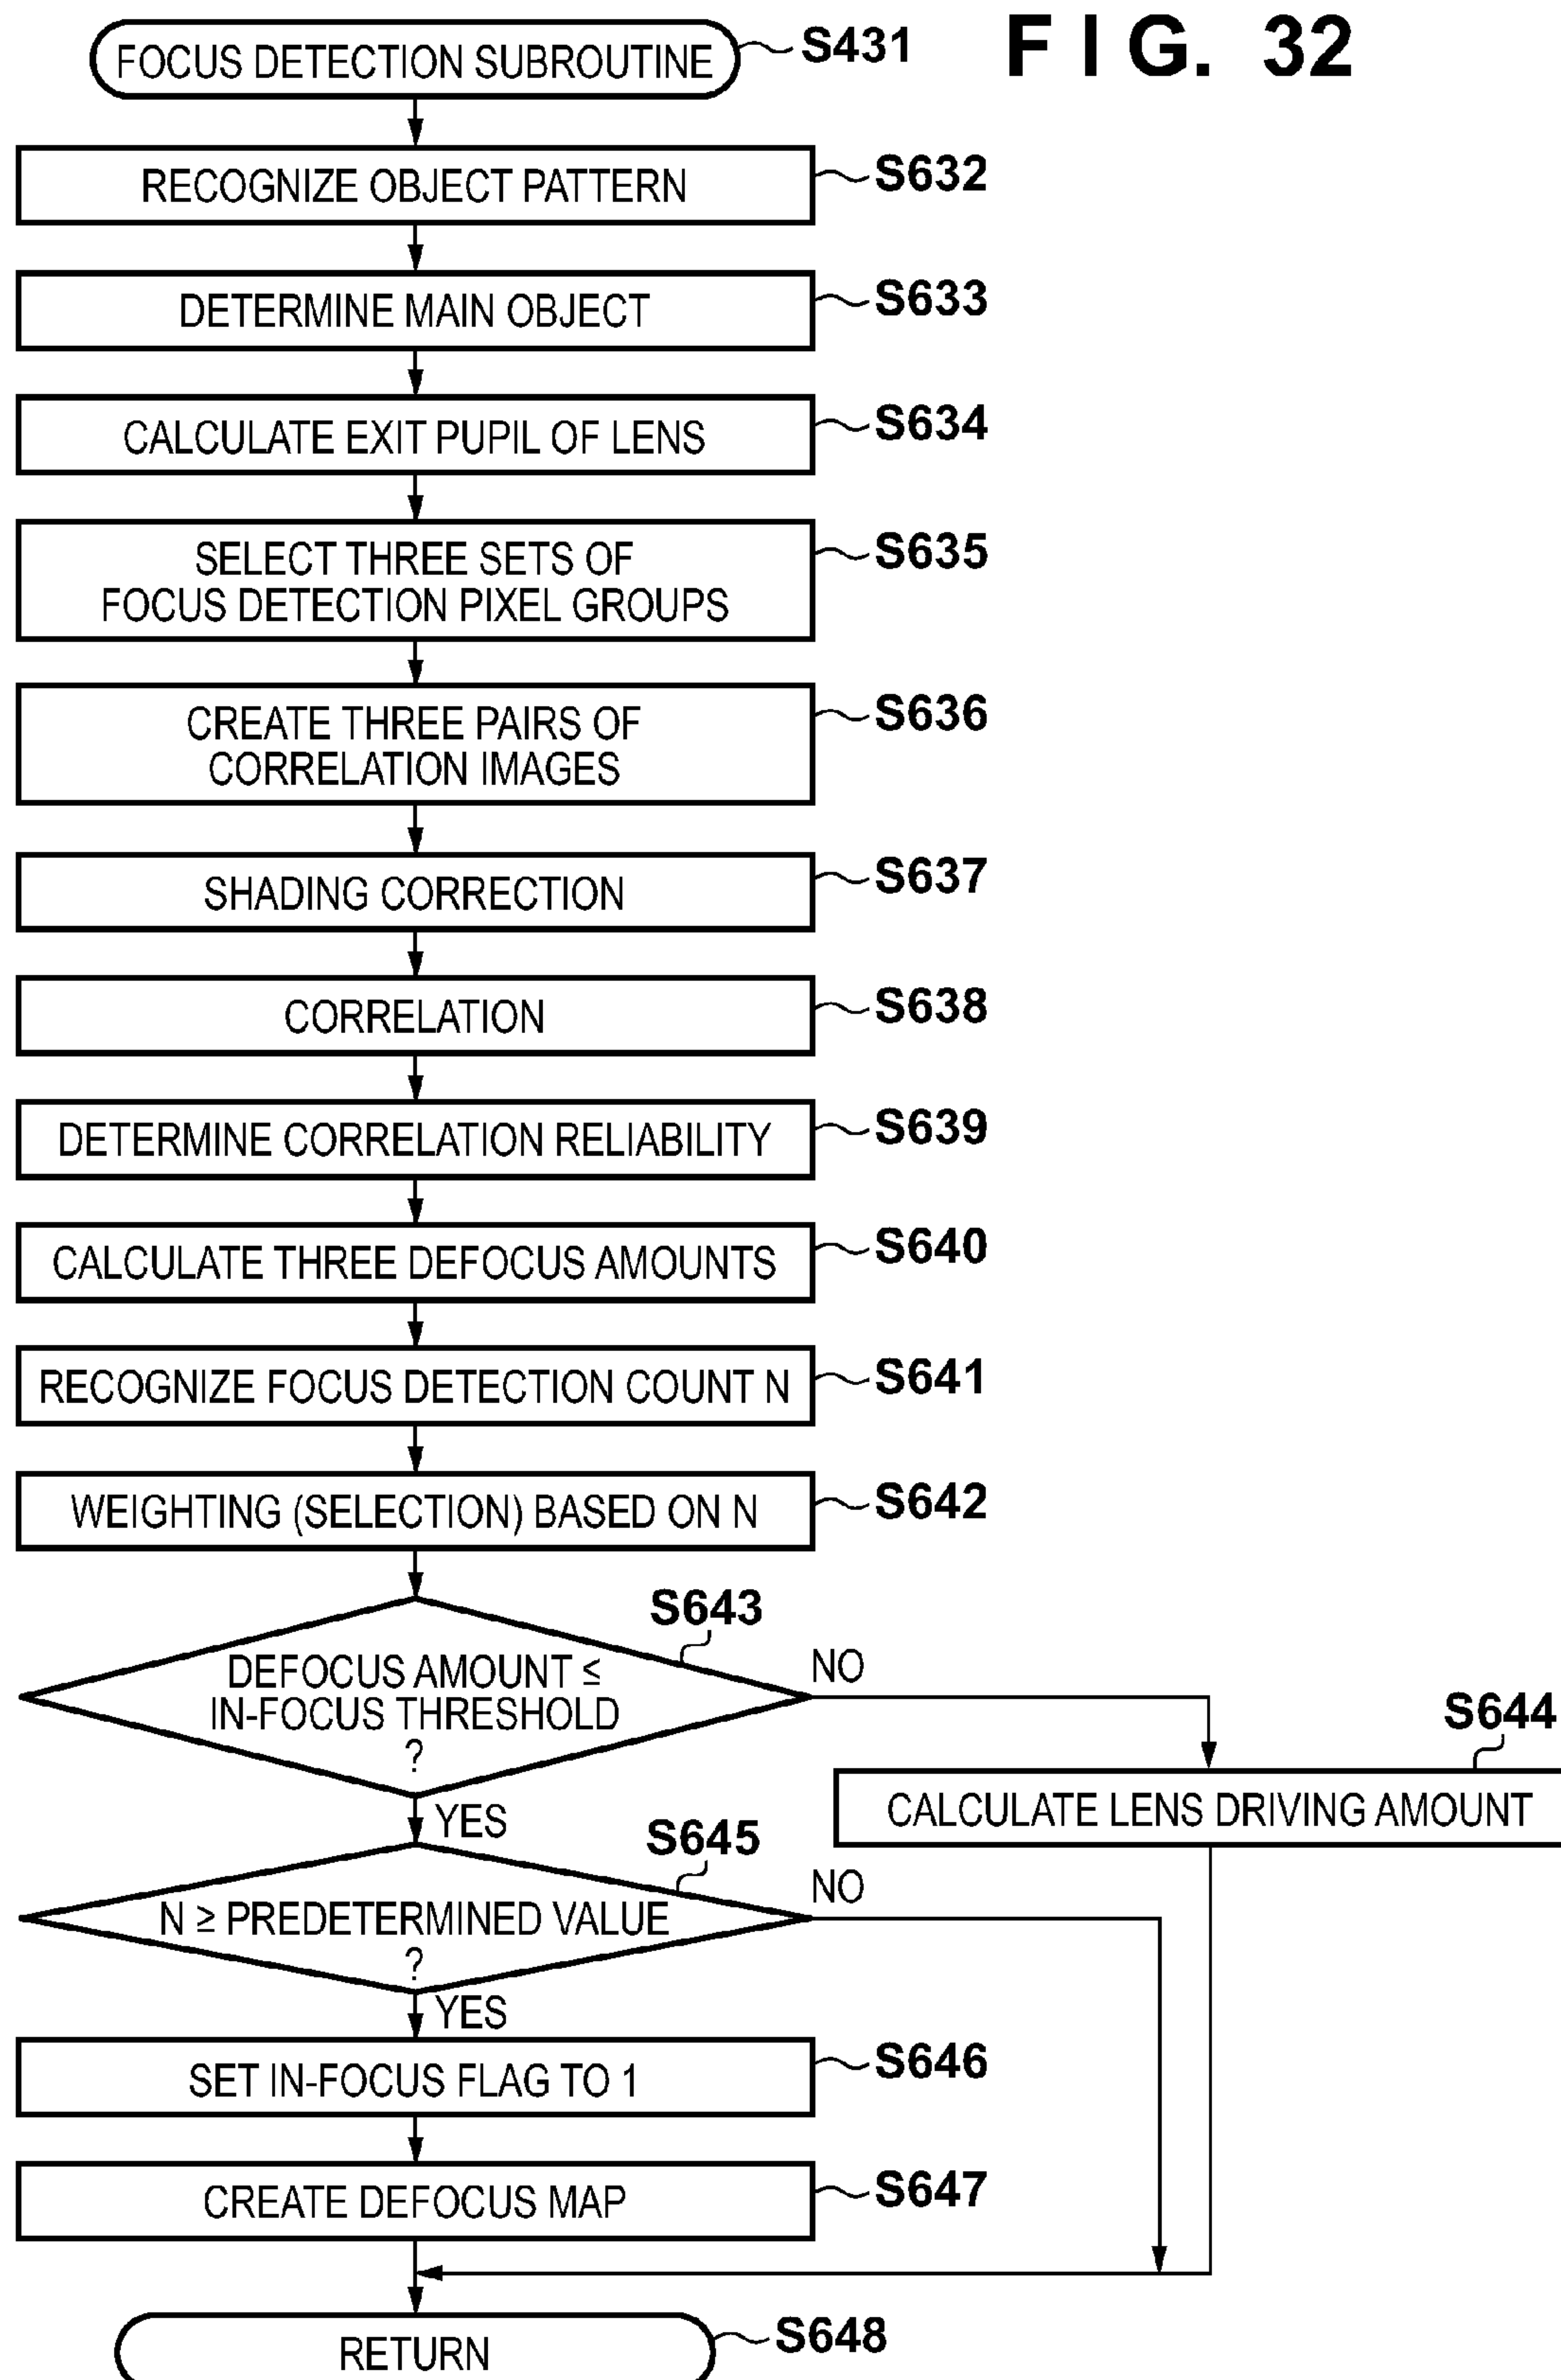 FIG. 32
FOCUS DETECTION SUBROUTINE
S431
RECOGNIZE OBJECT PATTERN
S632
DETERMINE MAIN OBJECT
S633
CALCULATE EXIT PUPIL OF LENS
S634
SELECT THREE SETS OF
FOCUS DETECTION PIXEL GROUPS
S635
CREATE THREE PAIRS OF
CORRELATION IMAGES
S636
SHADING CORRECTION
S637
CORRELATION
S638
DETERMINE CORRELATION RELIABILITY
S639
CALCULATE THREE DEFOCUS AMOUNTS
S640
RECOGNIZE FOCUS DETECTION COUNT N
S641
WEIGHTING (SELECTION) BASED ON N
S642
S643
DEFOCUS AMOUNT ≤
IN-FOCUS THRESHOLD
?
NO
S644
CALCULATE LENS DRIVING AMOUNT
YES
S645
N ≥ PREDETERMINED VALUE
?
NO
YES
SET IN-FOCUS FLAG TO 1
S646
CREATE DEFOCUS MAP
S647
RETURN
S648